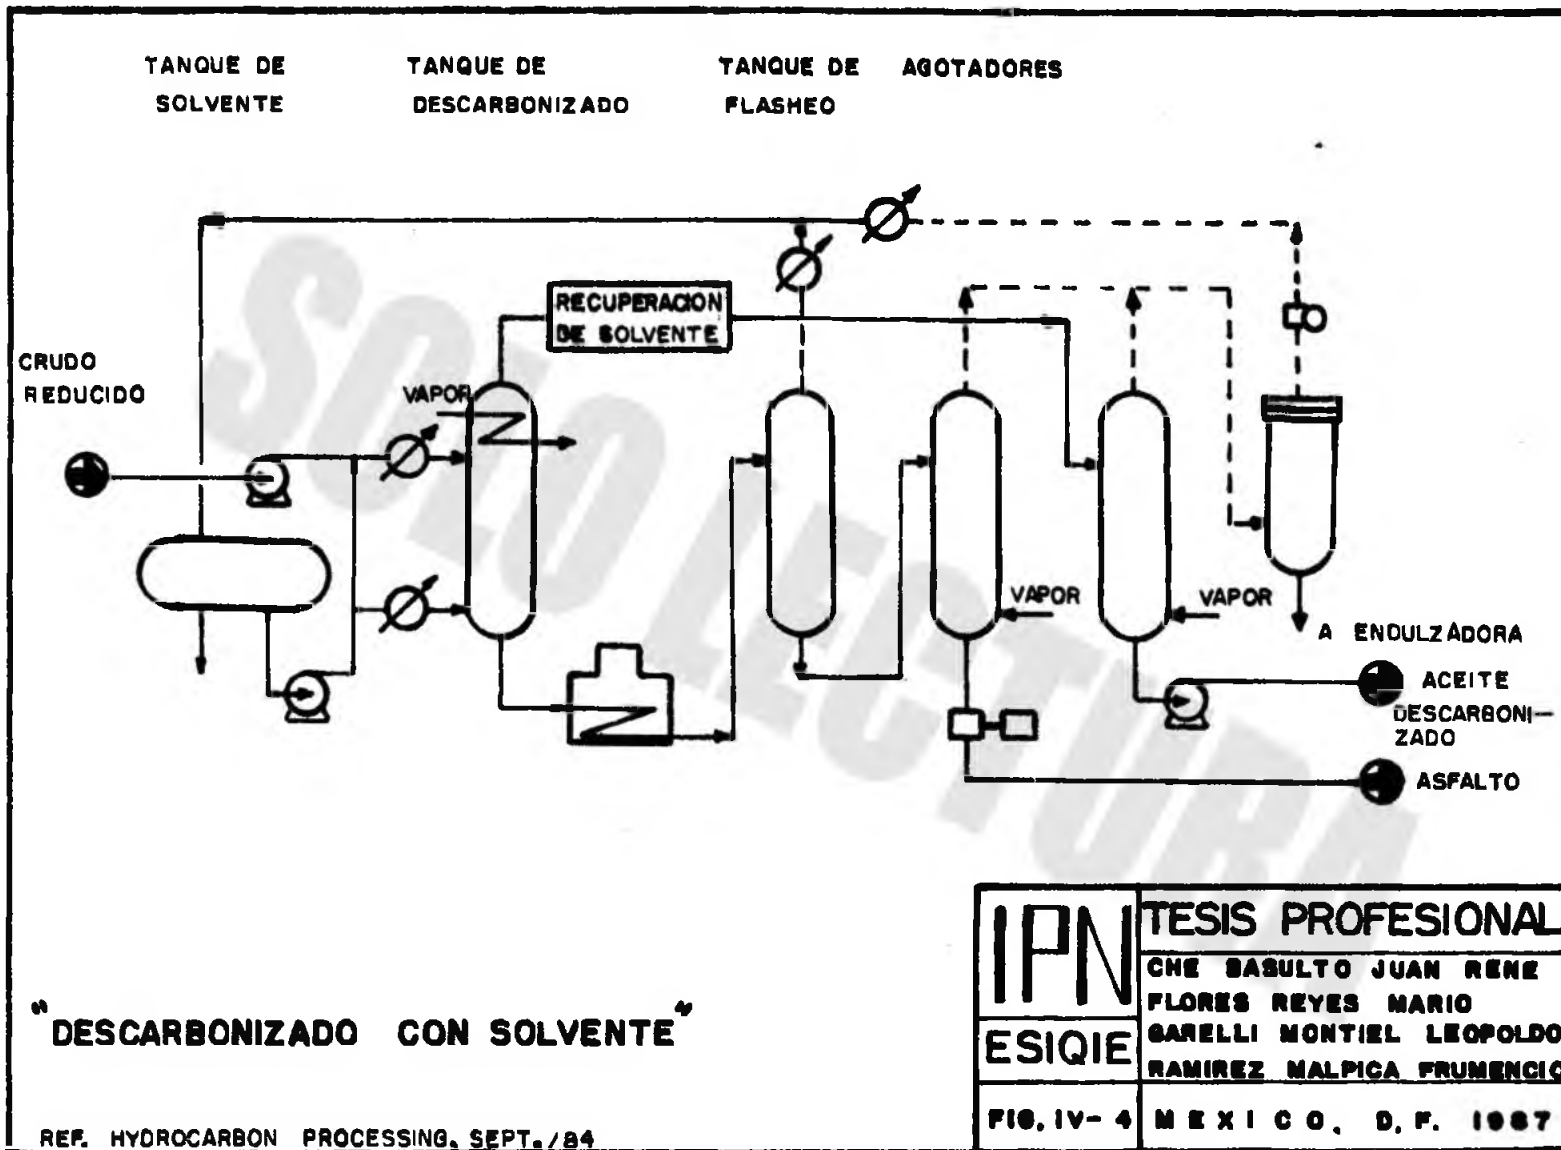 TANQUE DE SOLVENTE
TANQUE DE DESCARBONIZADO
TANQUE DE FLASHEO
AGOTADORES
RECUPERACION
DE SOLVENTE
CRUDO
REDUCIDO
VAPOR
VAPOR
VAPOR
A ENDULZADORA
ACEITE
DESCARBONI-
ZADO
ASFALTO
SOLO LECTURA
"DESCARBONIZADO CON SOLVENTE"
REF. HYDROCARBON PROCESSING, SEPT./84
IPN
ESIQIE
FIG. IV-4
TESIS PROFESIONAL
CHE BASULTO JUAN RENE
FLORES REYES MARIO
GARELLI MONTIEL LEOPOLDO
RAMIREZ MALPICA FRUMENCIO
MEXICO, D.F. 1987